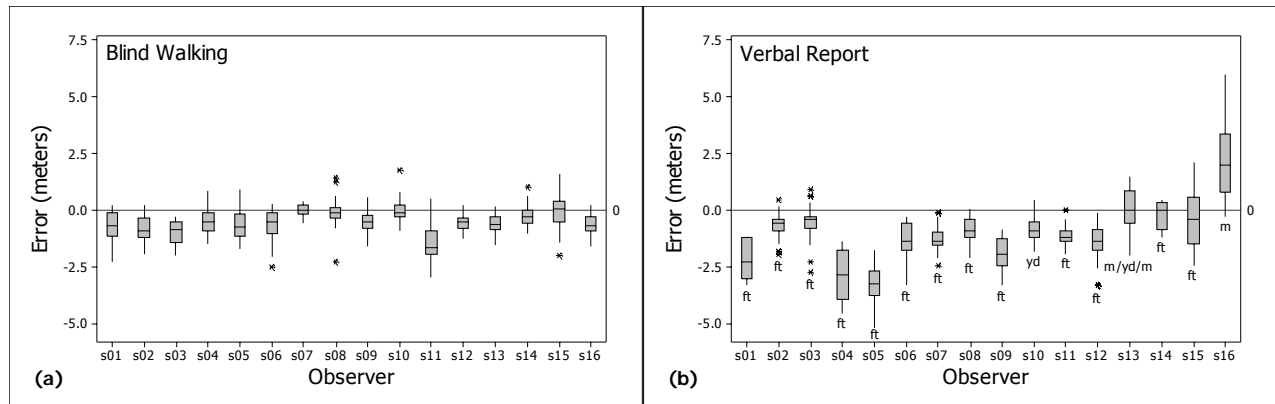 Blind Walking
7.5
5.0
2.5
0.0
-2.5
-5.0
Error (meters)
0
s01 s02 s03 s04 s05 s06 s07 s08 s09 s10 s11 s12 s13 s14 s15 s16
Observer
(a)
Verbal Report
7.5
5.0
2.5
0.0
-2.5
-5.0
Error (meters)
0
ft ft ft ft ft ft ft ft ft yd ft ft m/yd/m ft ft m
s01 s02 s03 s04 s05 s06 s07 s08 s09 s10 s11 s12 s13 s14 s15 s16
Observer
(b)